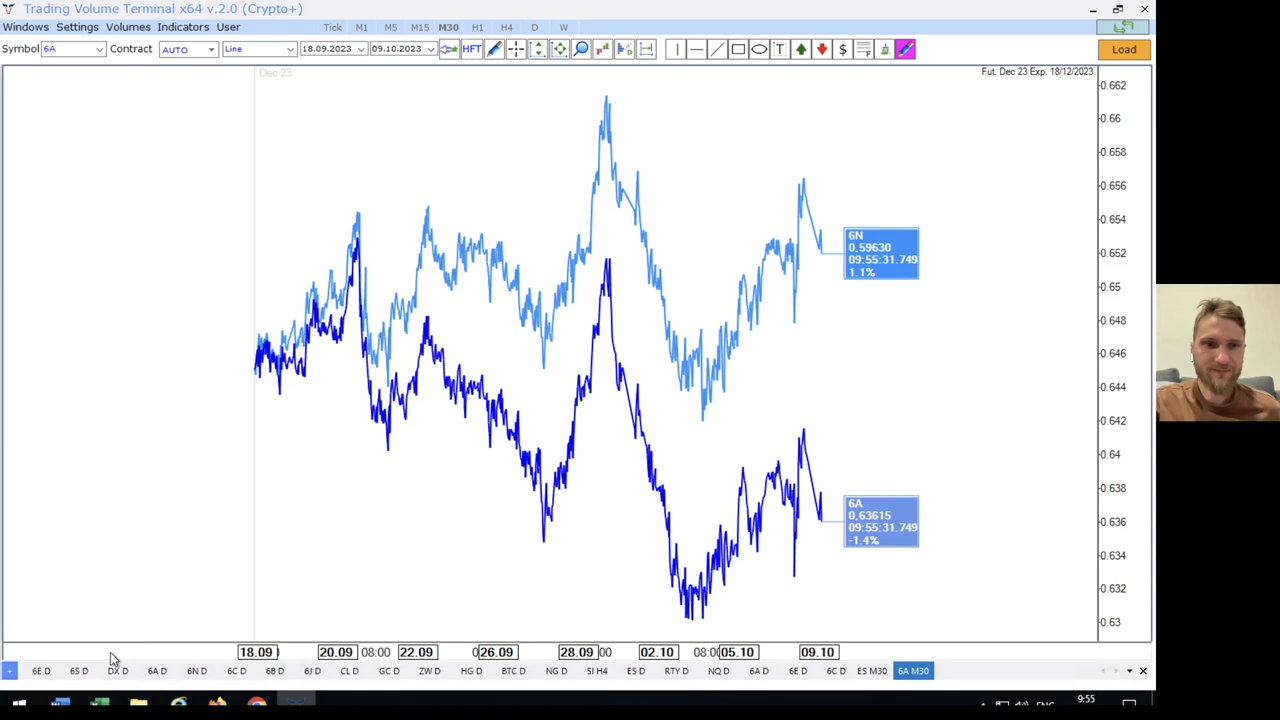 Trading Volume Terminal x64 v.2.0 (Crypto+)
Windows Settings Volumes Indicators User Tick M1 M5 M15 M30 H1 H4 D W
Symbol 6A Contract AUTO Line 18.09.2023 09.10.2023 HFT T $ Load
Dec 23
Fut. Dec 23 Exp. 18/12/2023
0.662
0.66
0.658
0.656
0.654
0.652
0.65
0.648
0.646
0.644
0.642
0.64
0.638
0.636
0.634
0.632
0.63
6N
0,59630
09:55:31.749
1.1%
6A
0,63615
09:55:31.749
-1.4%
18.09 20.09 08:00 22.09 26.09 28.09 02.10 05.10 09.10
+ 6E D 6S D DX D 6A D 6N D 6C D 6B D 6J D CL D GC D ZW D HG D BTC D NG D SI H4 ES D RTY D NQ D 6A D 6E D 6C D ES M30 6A M30
9:55